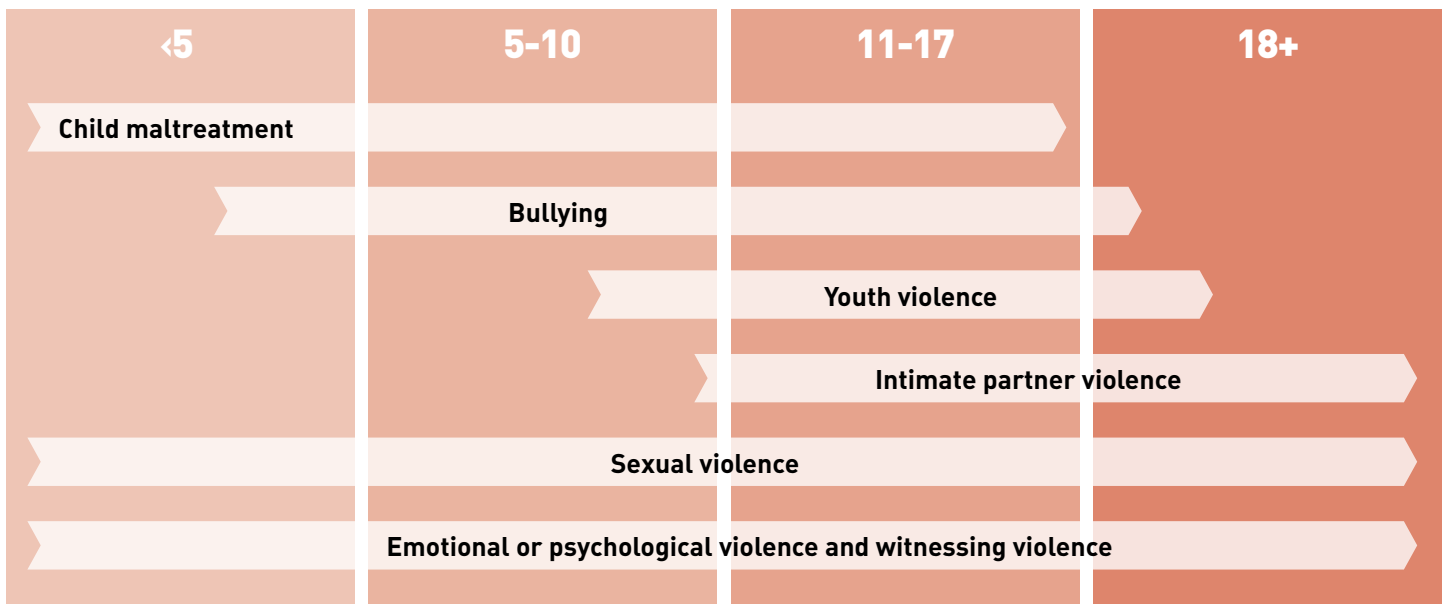 <5 5-10 11-17 18+
Child maltreatment
Bullying
Youth violence
Intimate partner violence
Sexual violence
Emotional or psychological violence and witnessing violence